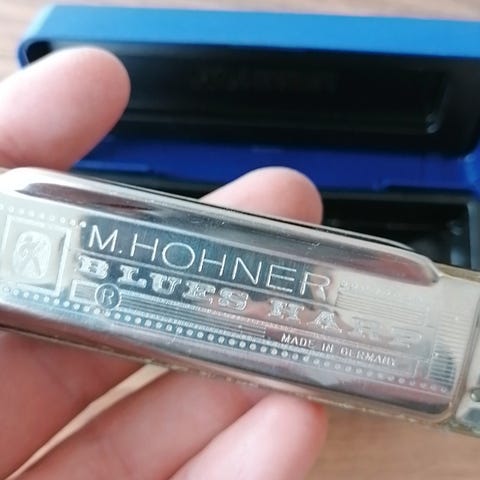 M. HOHNER
BLUES HARP
®
MADE IN GERMANY